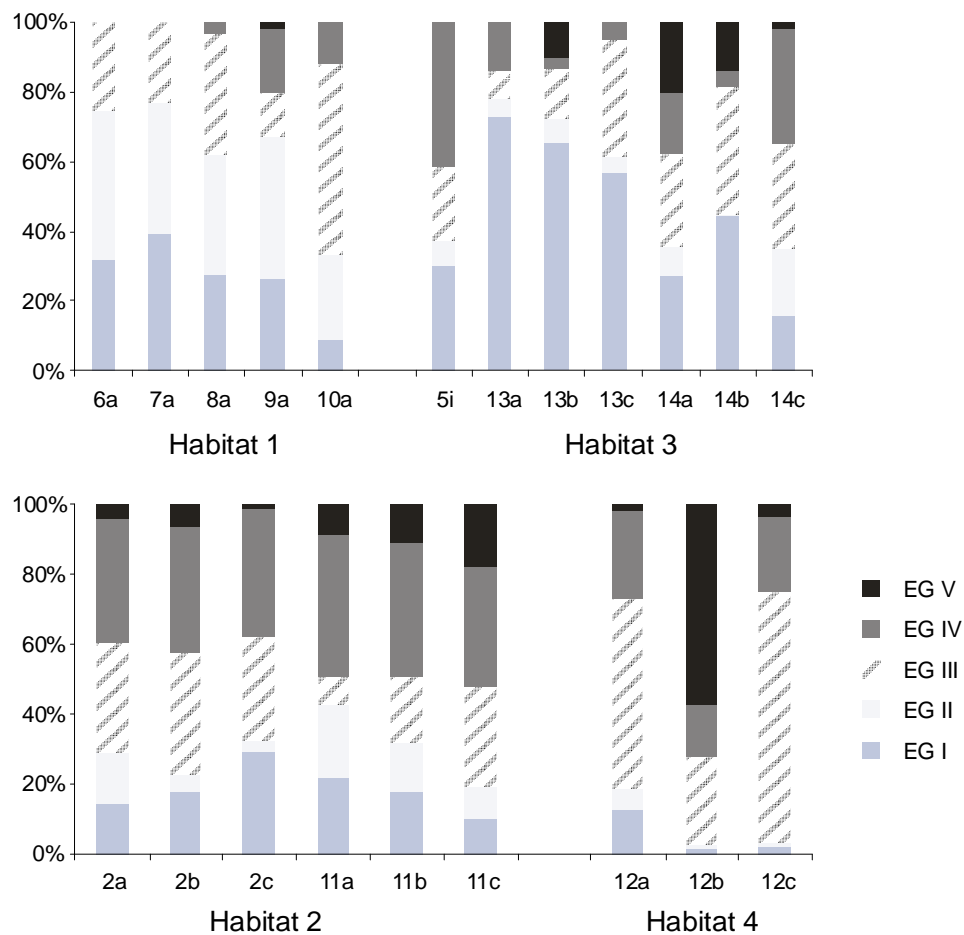 100%
80%
60%
40%
20%
0%
6a 7a 8a 9a 10a 5i 13a 13b 13c 14a 14b 14c
Habitat 1 Habitat 3
100%
80%
60%
40%
20%
0%
2a 2b 2c 11a 11b 11c 12a 12b 12c
Habitat 2 Habitat 4
EG V
EG IV
EG III
EG II
EG I